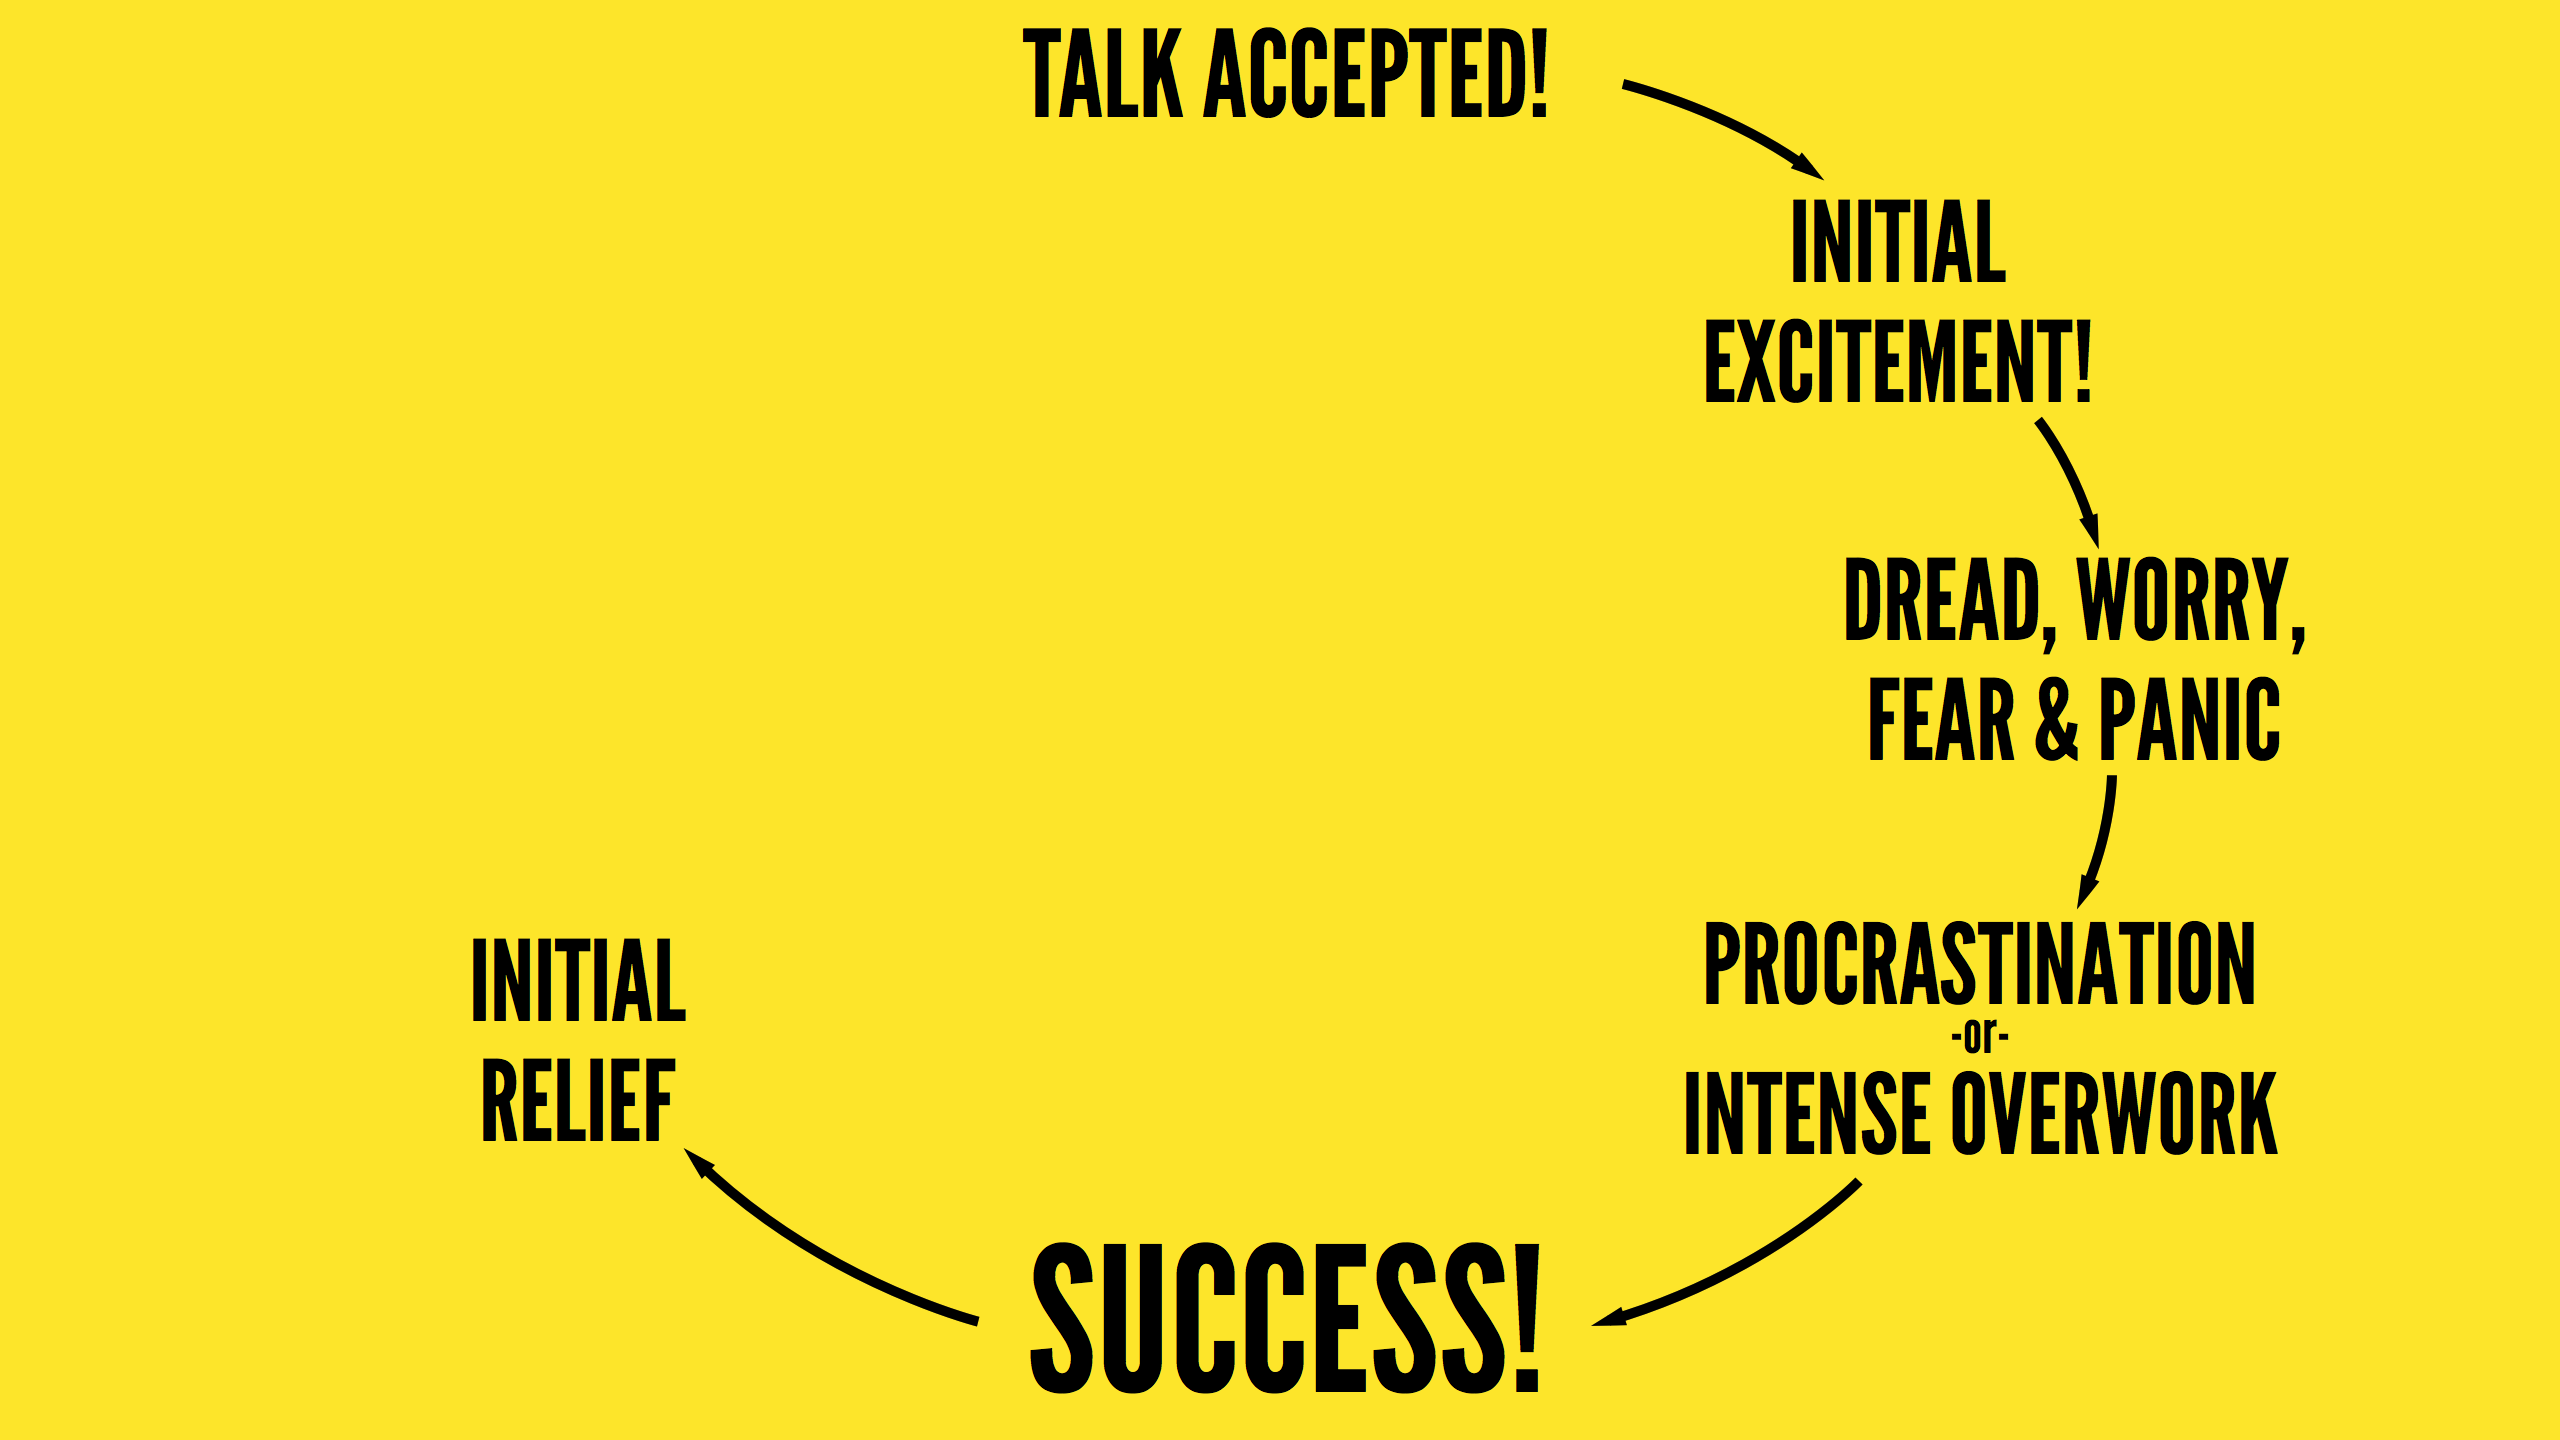 TALK ACCEPTED!
INITIAL
EXCITEMENT!
DREAD, WORRY,
FEAR & PANIC
PROCRASTINATION
-or-
INTENSE OVERWORK
SUCCESS!
INITIAL
RELIEF